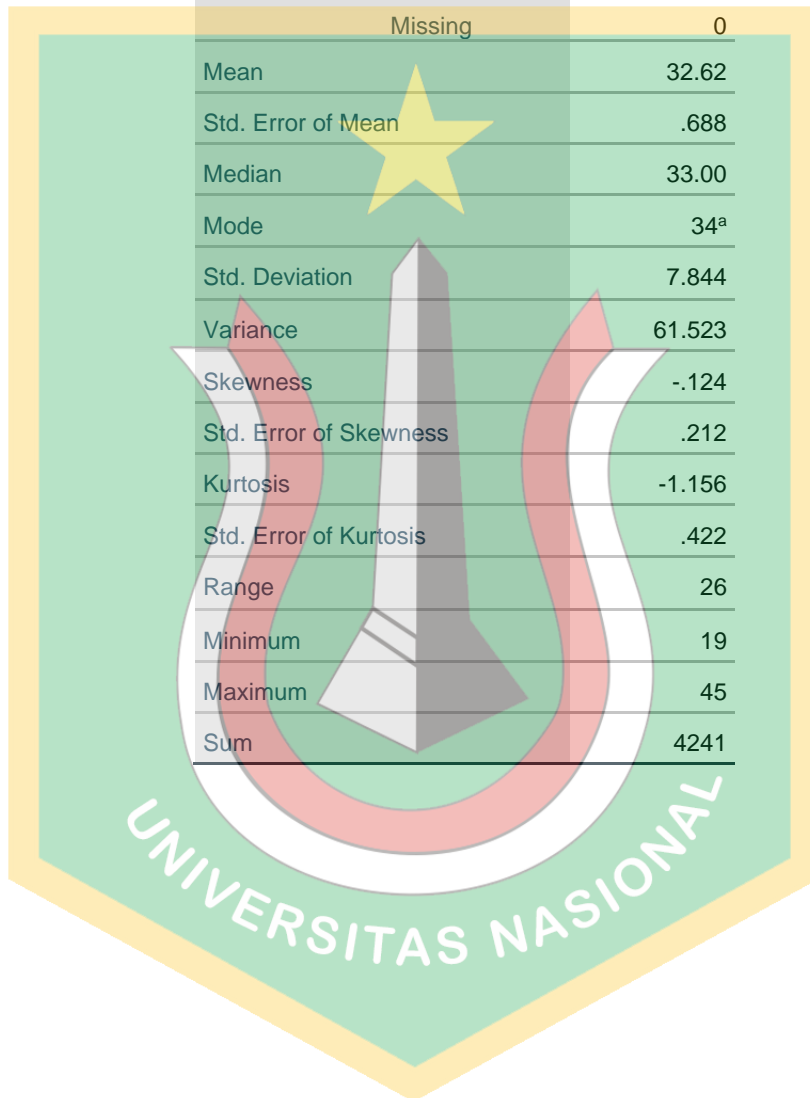 Missing 0
Mean 32.62
Std. Error of Mean .688
Median 33.00
Mode 34ª
Std. Deviation 7.844
Variance 61.523
Skewness -.124
Std. Error of Skewness .212
Kurtosis -1.156
Std. Error of Kurtosis .422
Range 26
Minimum 19
Maximum 45
Sum 4241
UNIVERSITAS NASIONAL